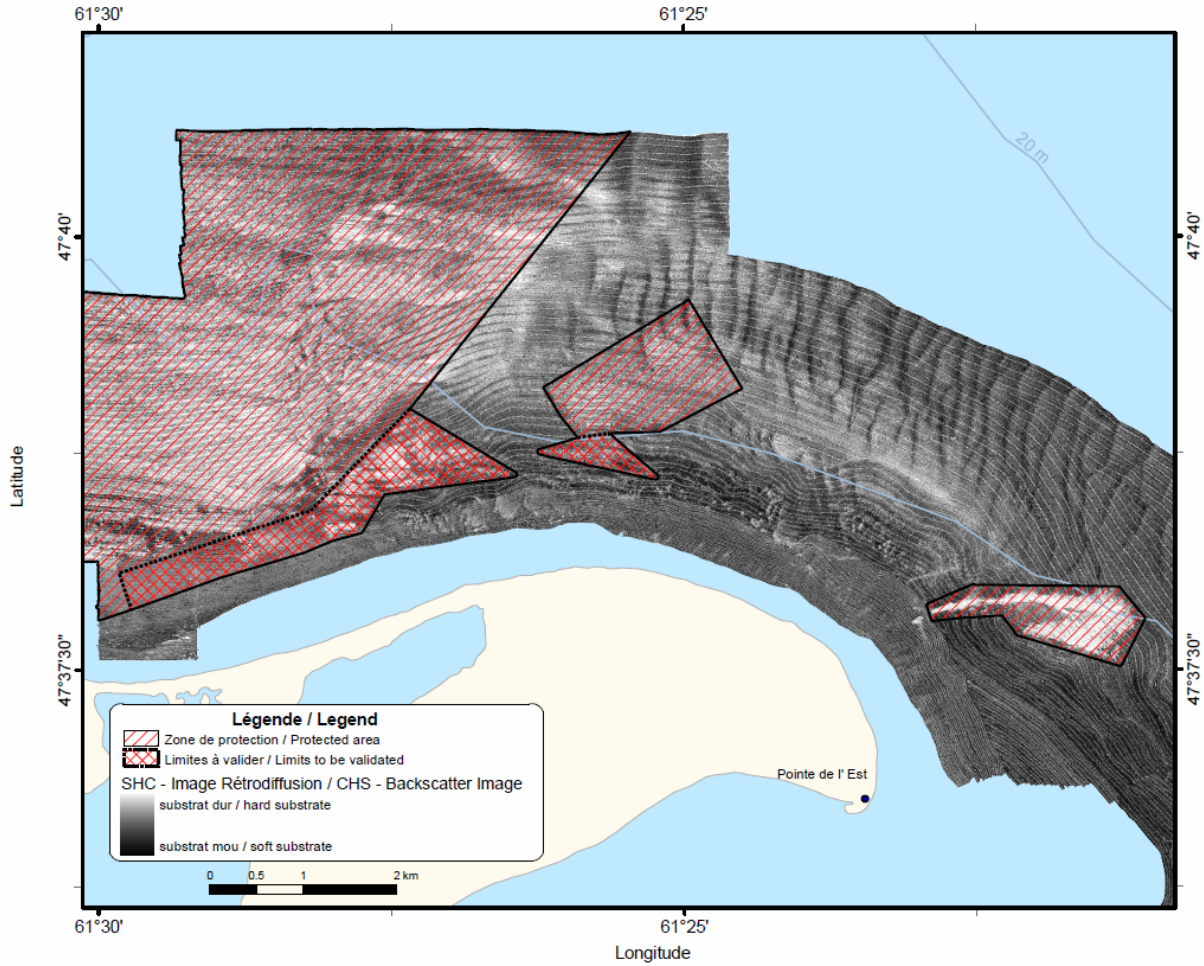 61°30'
61°25'
20 m
47°40'
47°40'
Latitude
47°37'30"
47°37'30"
Légende / Legend
Zone de protection / Protected area
Limites à valider / Limits to be validated
SHC - Image Rétrodiffusion / CHS - Backscatter Image
substrat dur / hard substrate
substrat mou / soft substrate
Pointe de l' Est
0 0.5 1 2 km
61°30'
61°25'
Longitude